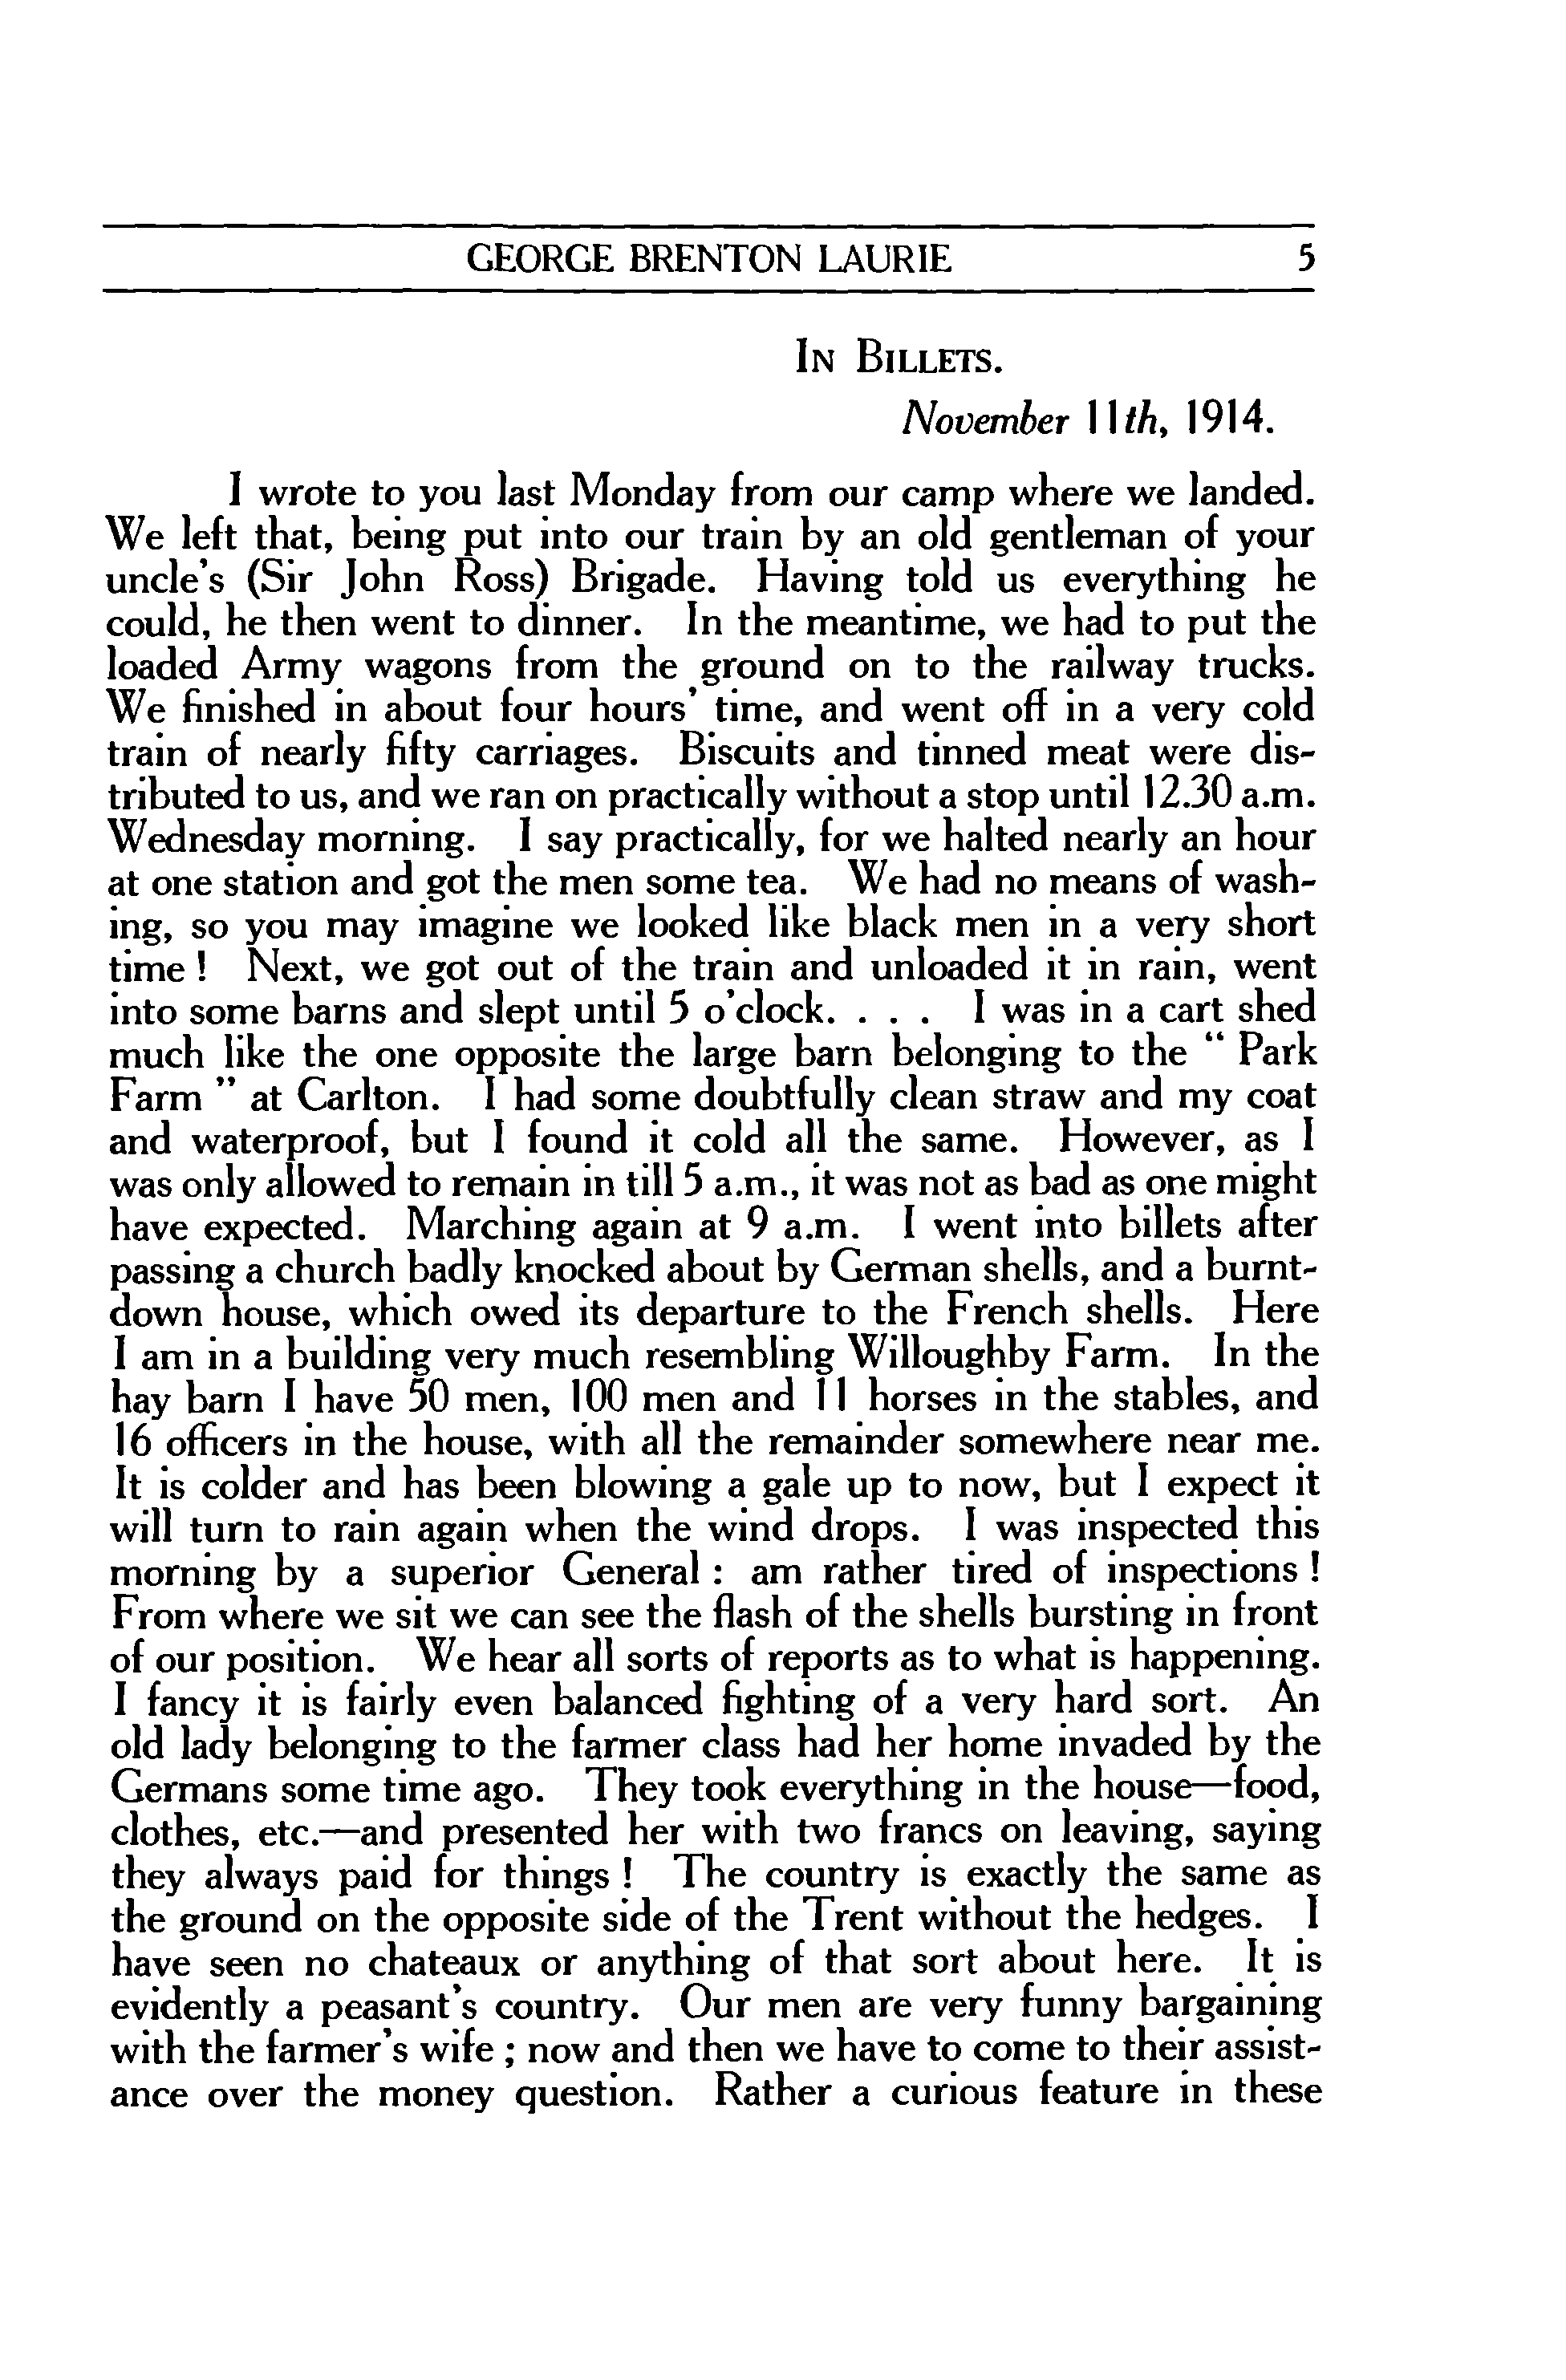 GEORGE BRENTON LAURIE 5
IN BILLETS.
November 11th, 1914.
I wrote to you last Monday from our camp where we landed.
We left that, being put into our train by an old gentleman of your
uncle's (Sir John Ross) Brigade. Having told us everything he
could, he then went to dinner. In the meantime, we had to put the
loaded Army wagons from the ground on to the railway trucks.
We finished in about four hours' time, and went off in a very cold
train of nearly fifty carriages. Biscuits and tinned meat were dis-
tributed to us, and we ran on practically without a stop until 12.30 a.m.
Wednesday morning. I say practically, for we halted nearly an hour
at one station and got the men some tea. We had no means of wash-
ing, so you may imagine we looked like black men in a very short
time ! Next, we got out of the train and unloaded it in rain, went
into some barns and slept until 5 o'clock. . . . I was in a cart shed
much like the one opposite the large barn belonging to the “ Park
Farm ” at Carlton. I had some doubtfully clean straw and my coat
and waterproof, but I found it cold all the same. However, as I
was only allowed to remain in till 5 a.m., it was not as bad as one might
have expected. Marching again at 9 a.m. I went into billets after
passing a church badly knocked about by German shells, and a burnt-
down house, which owed its departure to the French shells. Here
I am in a building very much resembling Willoughby Farm. In the
hay barn I have 50 men, 100 men and 11 horses in the stables, and
16 officers in the house, with all the remainder somewhere near me.
It is colder and has been blowing a gale up to now, but I expect it
will turn to rain again when the wind drops. I was inspected this
morning by a superior General : am rather tired of inspections !
From where we sit we can see the flash of the shells bursting in front
of our position. We hear all sorts of reports as to what is happening.
I fancy it is fairly even balanced fighting of a very hard sort. An
old lady belonging to the farmer class had her home invaded by the
Germans some time ago. They took everything in the house—food,
clothes, etc.—and presented her with two francs on leaving, saying
they always paid for things ! The country is exactly the same as
the ground on the opposite side of the Trent without the hedges. I
have seen no chateaux or anything of that sort about here. It is
evidently a peasant's country. Our men are very funny bargaining
with the farmer's wife ; now and then we have to come to their assist-
ance over the money question. Rather a curious feature in these